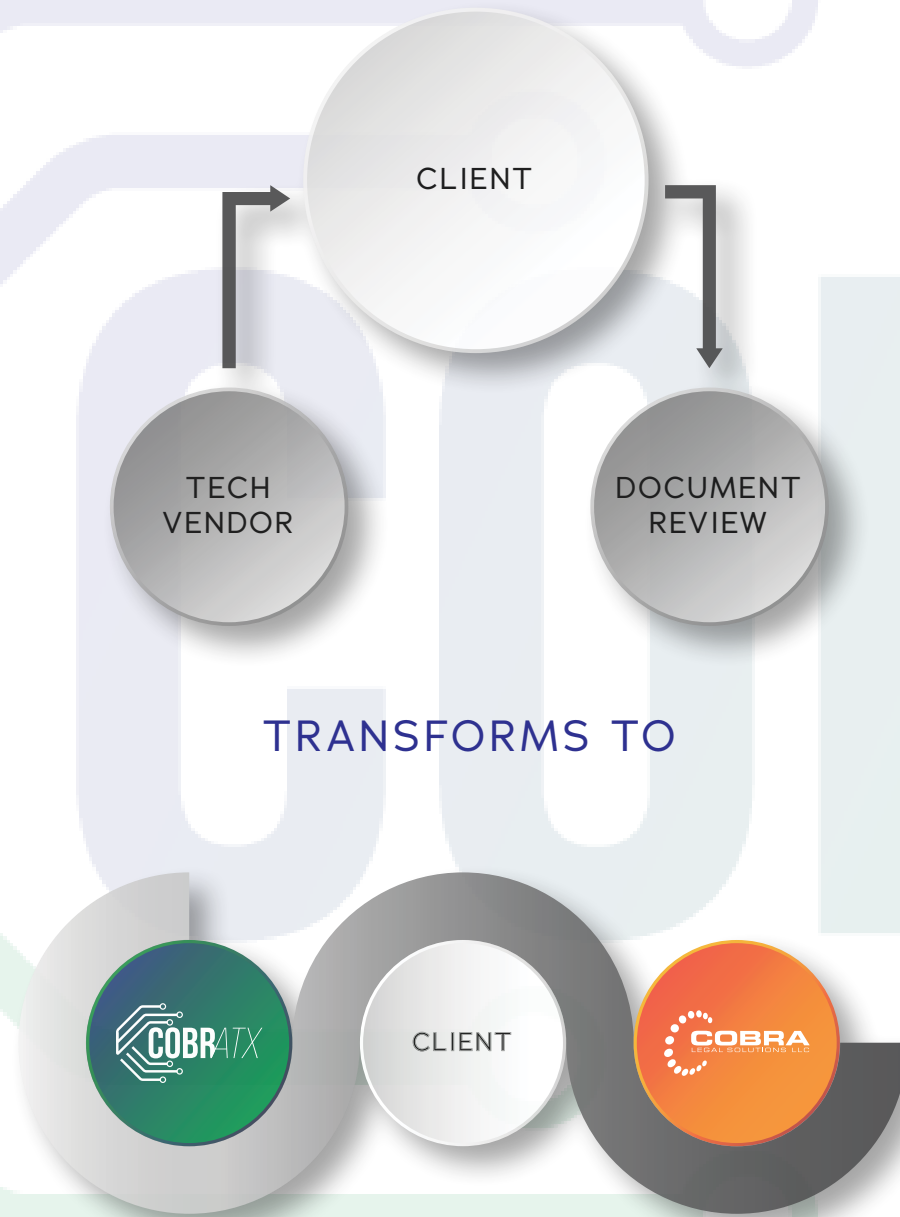 CLIENT
TECH
VENDOR
DOCUMENT
REVIEW
TRANSFORMS TO
COBRATX
CLIENT
COBRA
LEGAL SOLUTIONS LLC